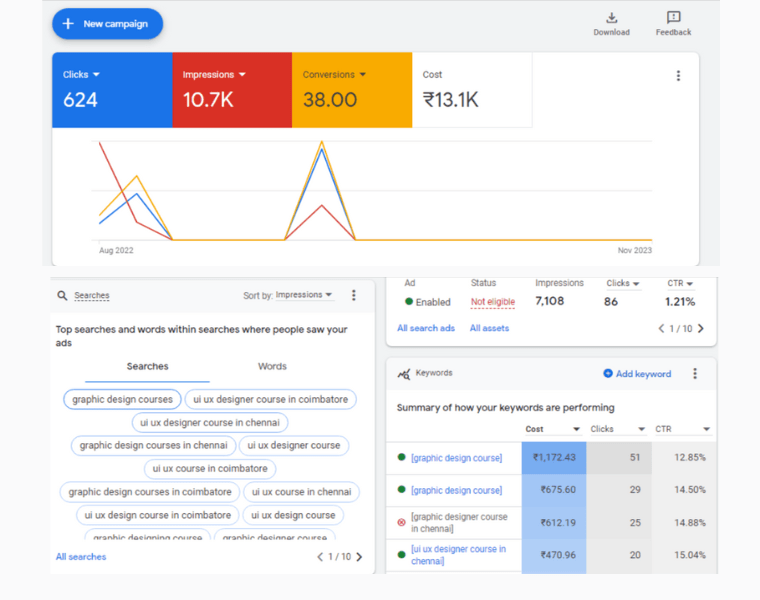 New campaign
Download
Feedback
Clicks
Impressions
Conversions
Cost
624
10.7K
38.00
₹13.1K
Aug 2022
Nov 2023
Searches
Sort by: Impressions
Top searches and words within searches where people saw your
ads
Searches
Words
graphic design courses
ui ux designer course in coimbatore
ui ux designer course in chennai
graphic design courses in chennai
ui ux designer course
ui ux course in coimbatore
graphic design courses in coimbatore
ui ux course in chennai
ui ux design course in coimbatore
ui ux design course
graphic designing course
graphic designer course
All searches
1 / 10
Ad
Status
Impressions
Clicks
CTR
Enabled
Not eligible
7,108
86
1.21%
All search ads
All assets
1 / 10
Keywords
Add keyword
Summary of how your keywords are performing
Cost
Clicks
CTR
[graphic design course]
₹1,172.43
51
12.85%
[graphic design course]
₹675.60
29
14.50%
[graphic designer course
in chennai]
₹612.19
25
14.88%
[ui ux designer course in
chennai]
₹470.96
20
15.04%